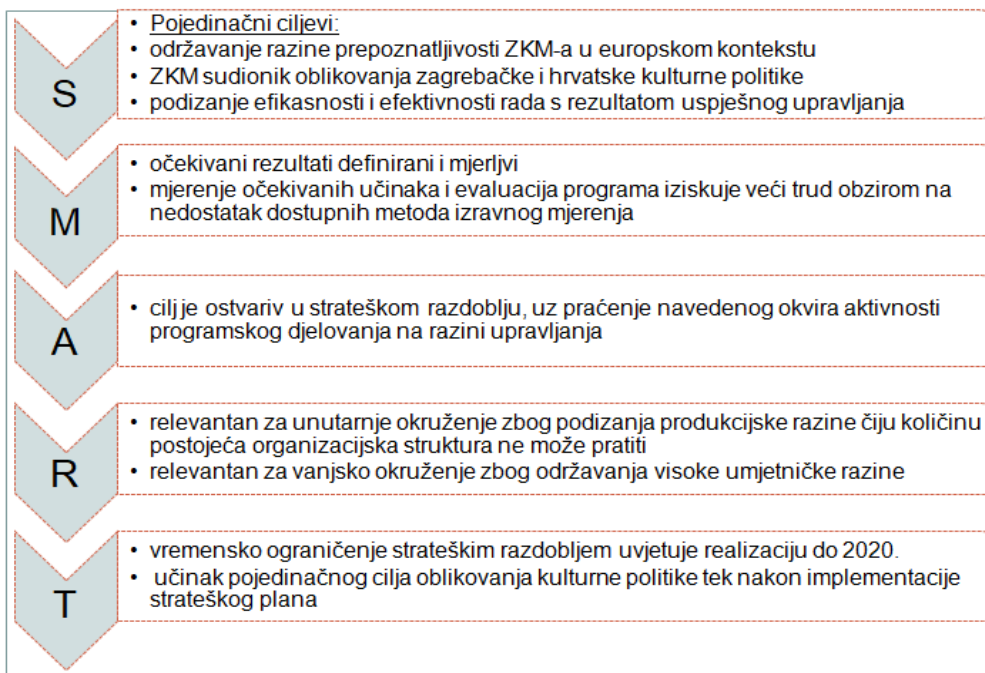 S
• Pojedinačni ciljevi:
• održavanje razine prepoznatljivosti ZKM-a u europskom kontekstu
• ZKM sudionik oblikovanja zagrebačke i hrvatske kulturne politike
• podizanje efikasnosti i efektivnosti rada s rezultatom uspješnog upravljanja
M
• očekivani rezultati definirani i mjerljvi
• mjerenje očekivanih učinaka i evaluacija programa iziskuje veći trud obzirom na
nedostatak dostupnih metoda izravnog mjerenja
A
• cilj je ostvariv u strateškom razdoblju, uz praćenje navedenog okvira aktivnosti
programskog djelovanja na razini upravljanja
R
• relevantan za unutarnje okruženje zbog podizanja produkcijske razine čiju količinu
postojeća organizacijska struktura ne može pratiti
• relevantan za vanjsko okruženje zbog održavanja visoke umjetničke razine
T
• vremensko ograničenje strateškim razdobljem uvjetuje realizaciju do 2020.
• učinak pojedinačnog cilja oblikovanja kulturne politike tek nakon implementacije
strateškog plana